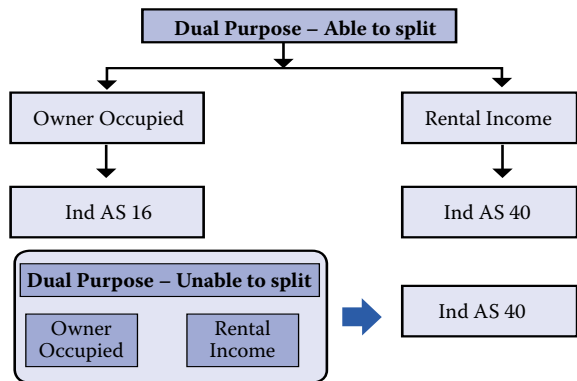 Dual Purpose – Able to split
Owner Occupied
Rental Income
Ind AS 16
Ind AS 40
Dual Purpose – Unable to split
Owner
Occupied
Rental
Income
Ind AS 40